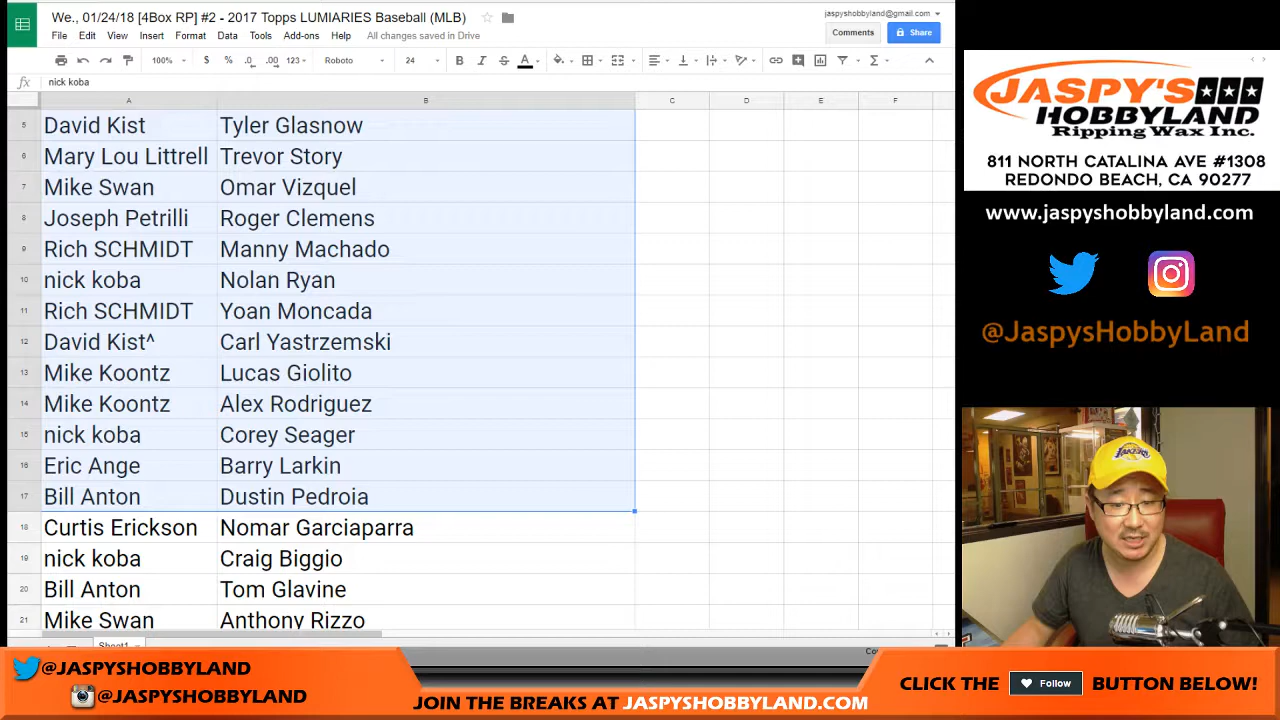 We., 01/24/18 [4Box RP] #2 - 2017 Topps LUMIARIES Baseball (MLB)
jaspyshobbyland@gmail.com
File Edit View Insert Format Data Tools Add-ons Help All changes saved in Drive
Comments
Share
100% $ % .0 .00 123 Roboto 24 B I S A
fx nick koba
A B C D E F
5 David Kist Tyler Glasnow
6 Mary Lou Littrell Trevor Story
7 Mike Swan Omar Vizquel
8 Joseph Petrilli Roger Clemens
9 Rich SCHMIDT Manny Machado
10 nick koba Nolan Ryan
11 Rich SCHMIDT Yoan Moncada
12 David Kist^ Carl Yastrzemski
13 Mike Koontz Lucas Giolito
14 Mike Koontz Alex Rodriguez
15 nick koba Corey Seager
16 Eric Ange Barry Larkin
17 Bill Anton Dustin Pedroia
18 Curtis Erickson Nomar Garciaparra
19 nick koba Craig Biggio
20 Bill Anton Tom Glavine
21 Mike Swan Anthony Rizzo
Sheet1
JASPY'S
HOBBYLAND
Ripping Wax Inc.
811 NORTH CATALINA AVE #1308
REDONDO BEACH, CA 90277
www.jaspyshobbyland.com
@JaspysHobbyLand
@JASPYSHOBBYLAND
@JASPYSHOBBYLAND
JOIN THE BREAKS AT JASPYSHOBBYLAND.COM
CLICK THE Follow BUTTON BELOW!